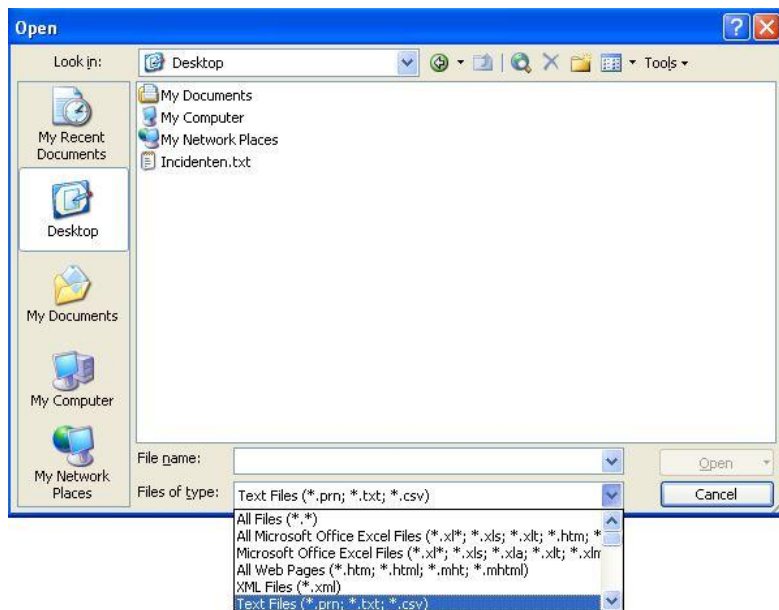 Open
Look in:
Desktop
Tools
My Recent
Documents
Desktop
My Documents
My Computer
My Network
Places
My Documents
My Computer
My Network Places
Incidenten.txt
File name:
Open
Files of type:
Text Files (*.prn; *.txt; *.csv)
Cancel
All Files (*.*)
All Microsoft Office Excel Files (*.xl*; *.xls; *.xlt; *.htm; *
Microsoft Office Excel Files (*.xl*; *.xls; *.xla; *.xlt; *.xlm
All Web Pages (*.htm; *.html; *.mht; *.mhtml)
XML Files (*.xml)
Text Files (*.prn; *.txt; *.csv)